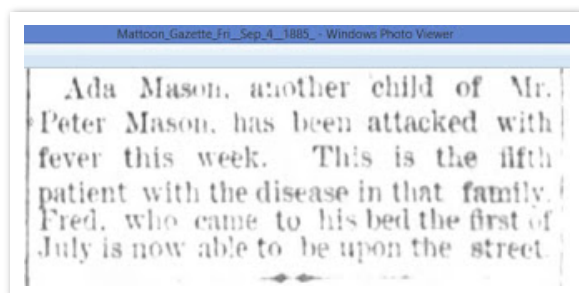 Mattoon_Gazette_Fri_Sep_4_1885_ - Windows Photo Viewer
Ada Mason, another child of Mr.
Peter Mason, has been attacked with
fever this week. This is the fifth
patient with the disease in that family.
Fred, who came to his bed the first of
July is now able to be upon the street.